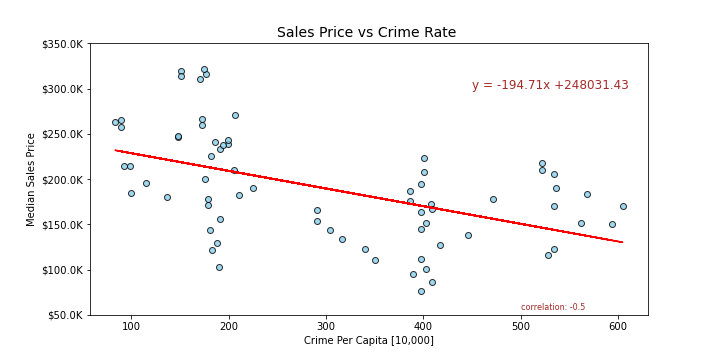 Sales Price vs Crime Rate
$350.0K
$300.0K
$250.0K
$200.0K
$150.0K
$100.0K
$50.0K
Median Sales Price
y = -194.71x +248031.43
correlation: -0.5
100
200
300
400
500
600
Crime Per Capita [10,000]